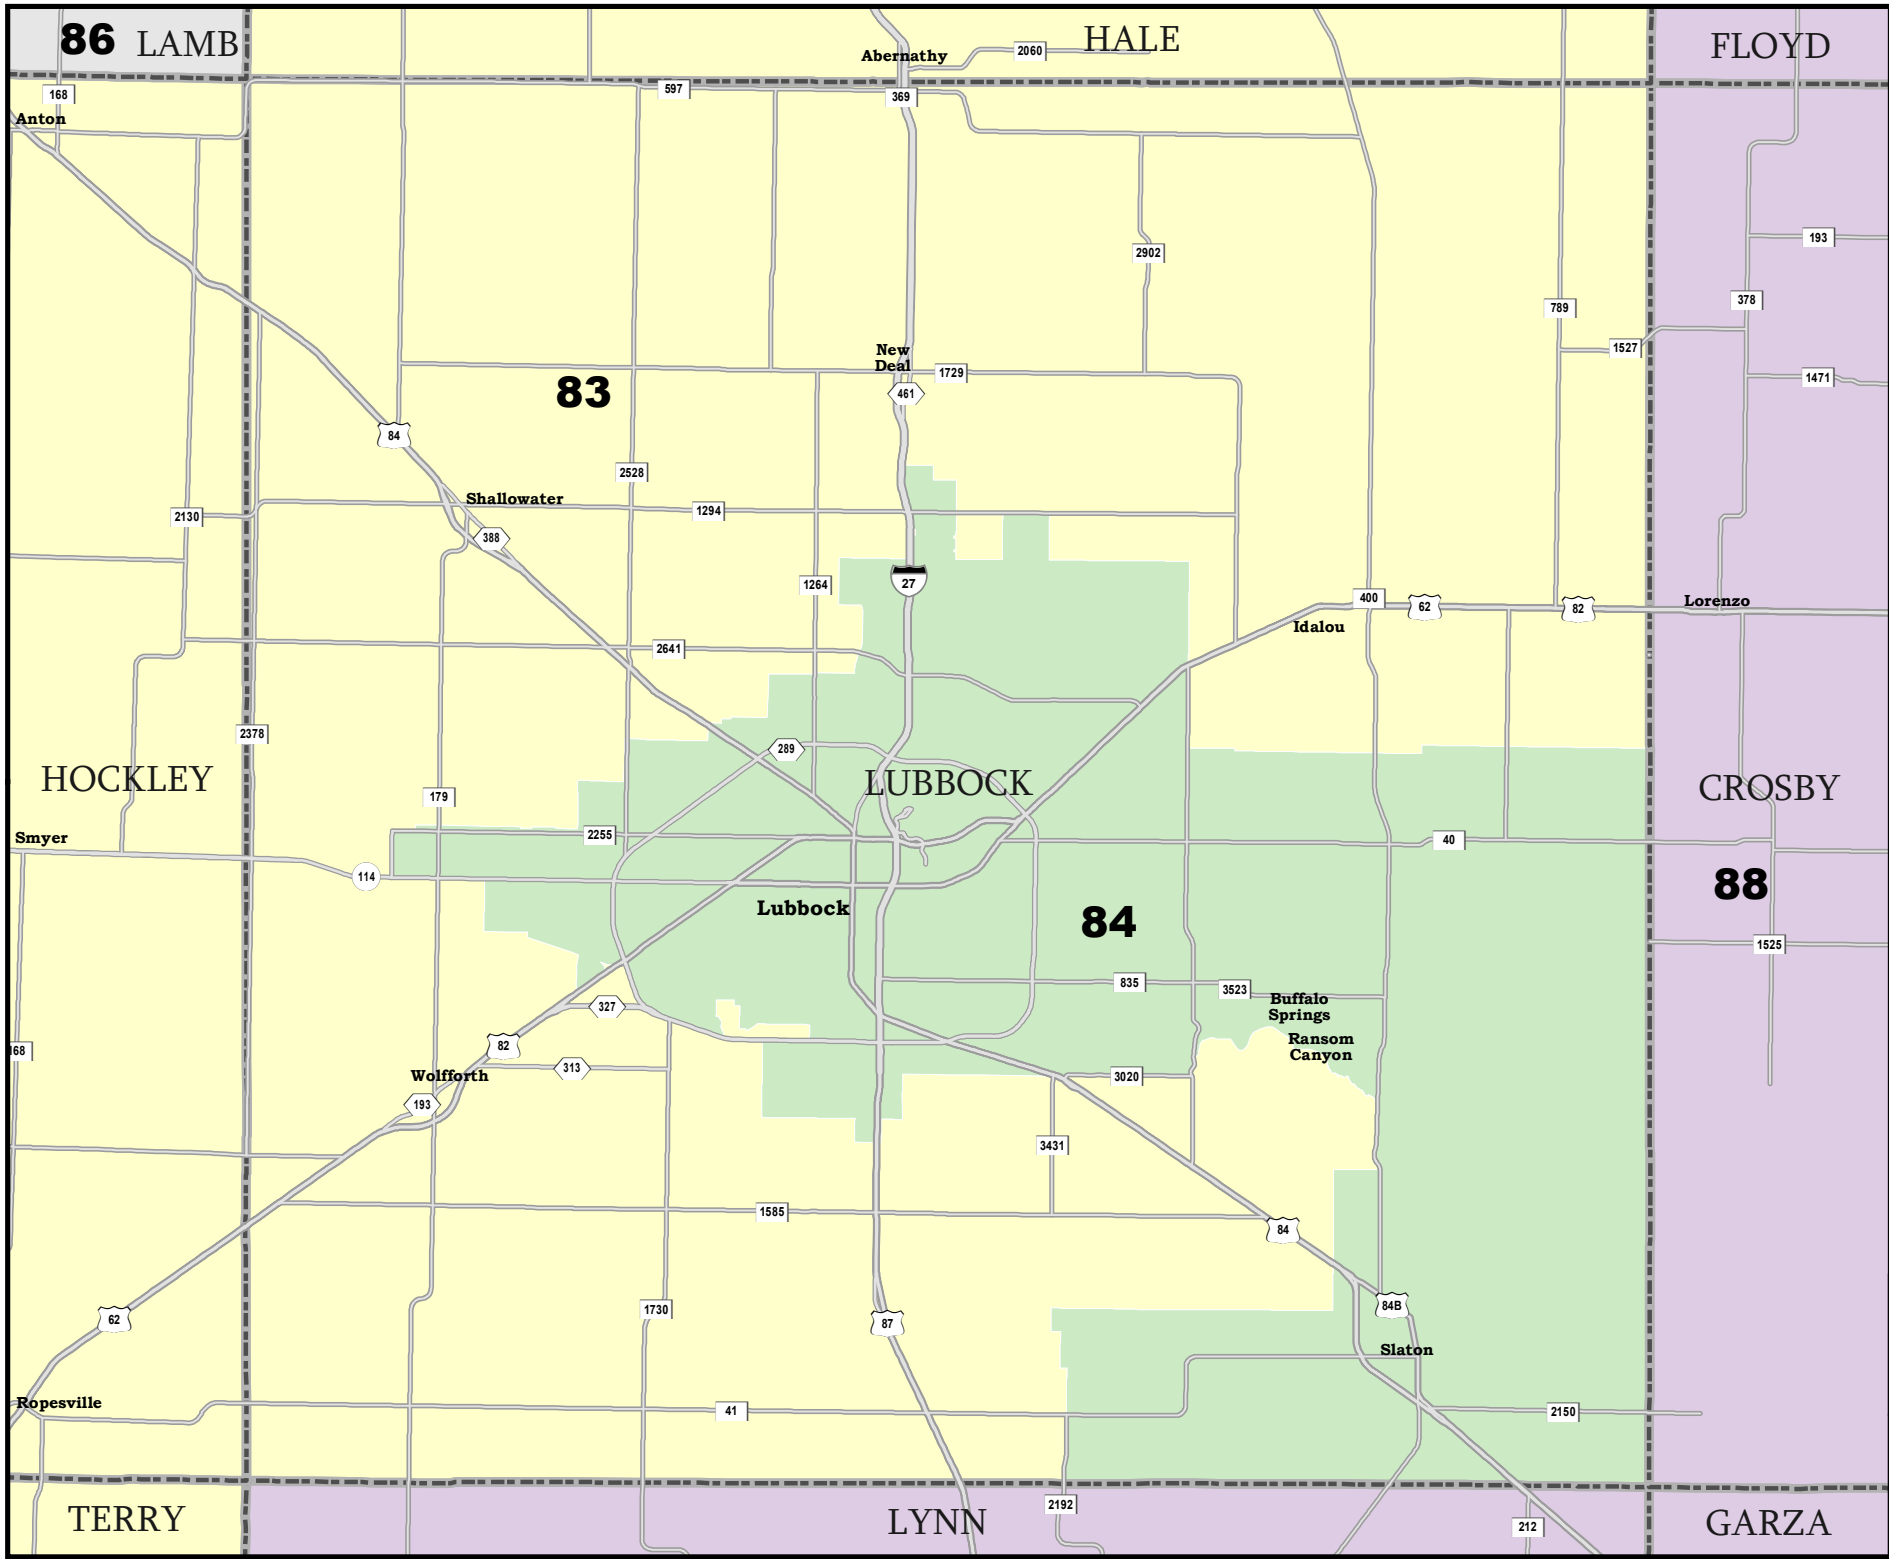 86 LAMB
HALE
FLOYD
Abernathy
2060
168
597
369
Anton
193
2902
378
789
1527
New
Deal
1729
1471
83
461
84
2528
Shallowater
1294
2130
388
27
1264
400
62
82
Lorenzo
Idalou
2641
2378
289
HOCKLEY
LUBBOCK
CROSBY
179
Smyer
2255
40
114
88
Lubbock
84
1525
835
3523
Buffalo
Springs
327
Ransom
Canyon
82
168
313
Wolfforth
3020
193
3431
1585
84
62
1730
87
84B
Slaton
Ropesville
41
2150
2192
TERRY
LYNN
212
GARZA